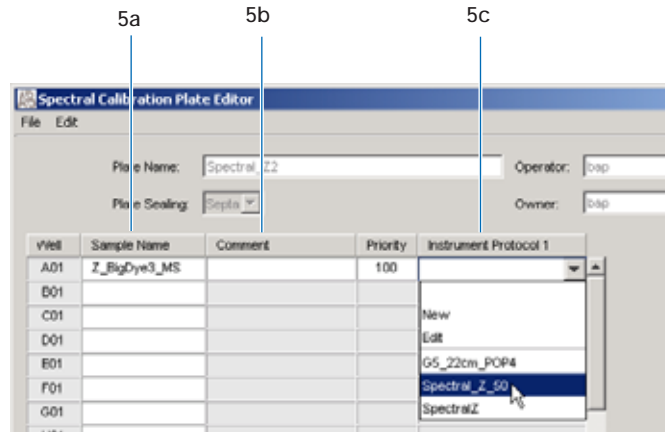 5a 5b 5c
Spectral Calibration Plate Editor
File Edit
Plate Name: Spectral_Z2 Operator: bap
Plate Sealing: Septa Owner: bap
Well Sample Name Comment Priority Instrument Protocol 1
A01 Z_BigDye3_MS 100
B01
C01 New
D01 Edit
E01 G5_22cm_POP4
F01 Spectral_Z_50
G01 SpectralZ